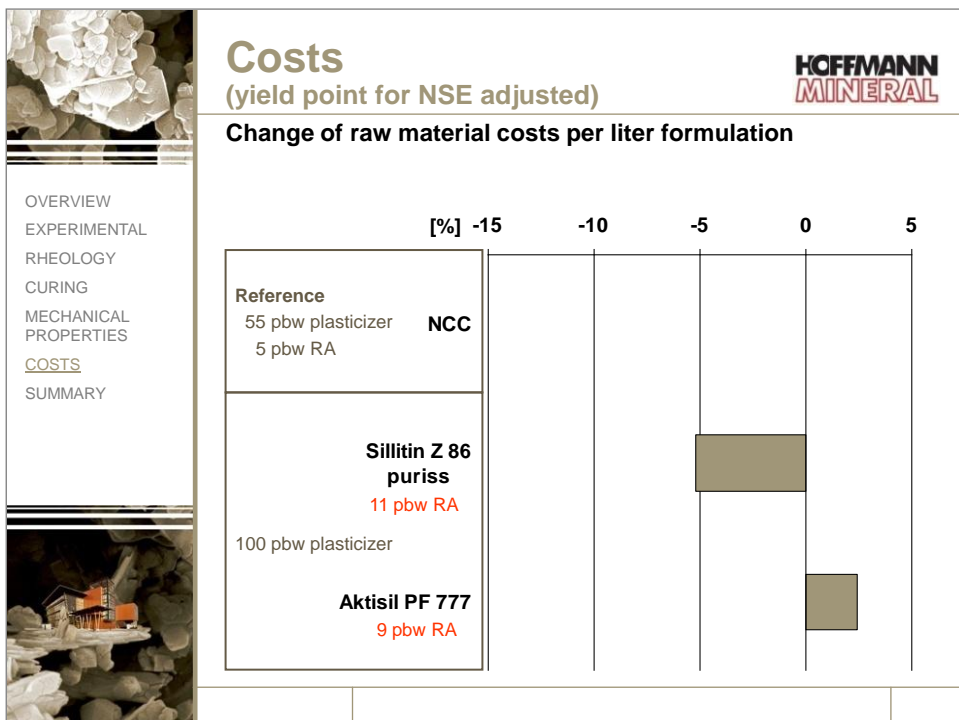 Costs
(yield point for NSE adjusted)
HOFFMANN
MINERAL
Change of raw material costs per liter formulation
OVERVIEW
EXPERIMENTAL
RHEOLOGY
CURING
MECHANICAL
PROPERTIES
COSTS
SUMMARY
[%] -15 -10 -5 0 5
Reference
55 pbw plasticizer NCC
5 pbw RA
Sillitin Z 86
puriss
11 pbw RA
100 pbw plasticizer
Aktisil PF 777
9 pbw RA